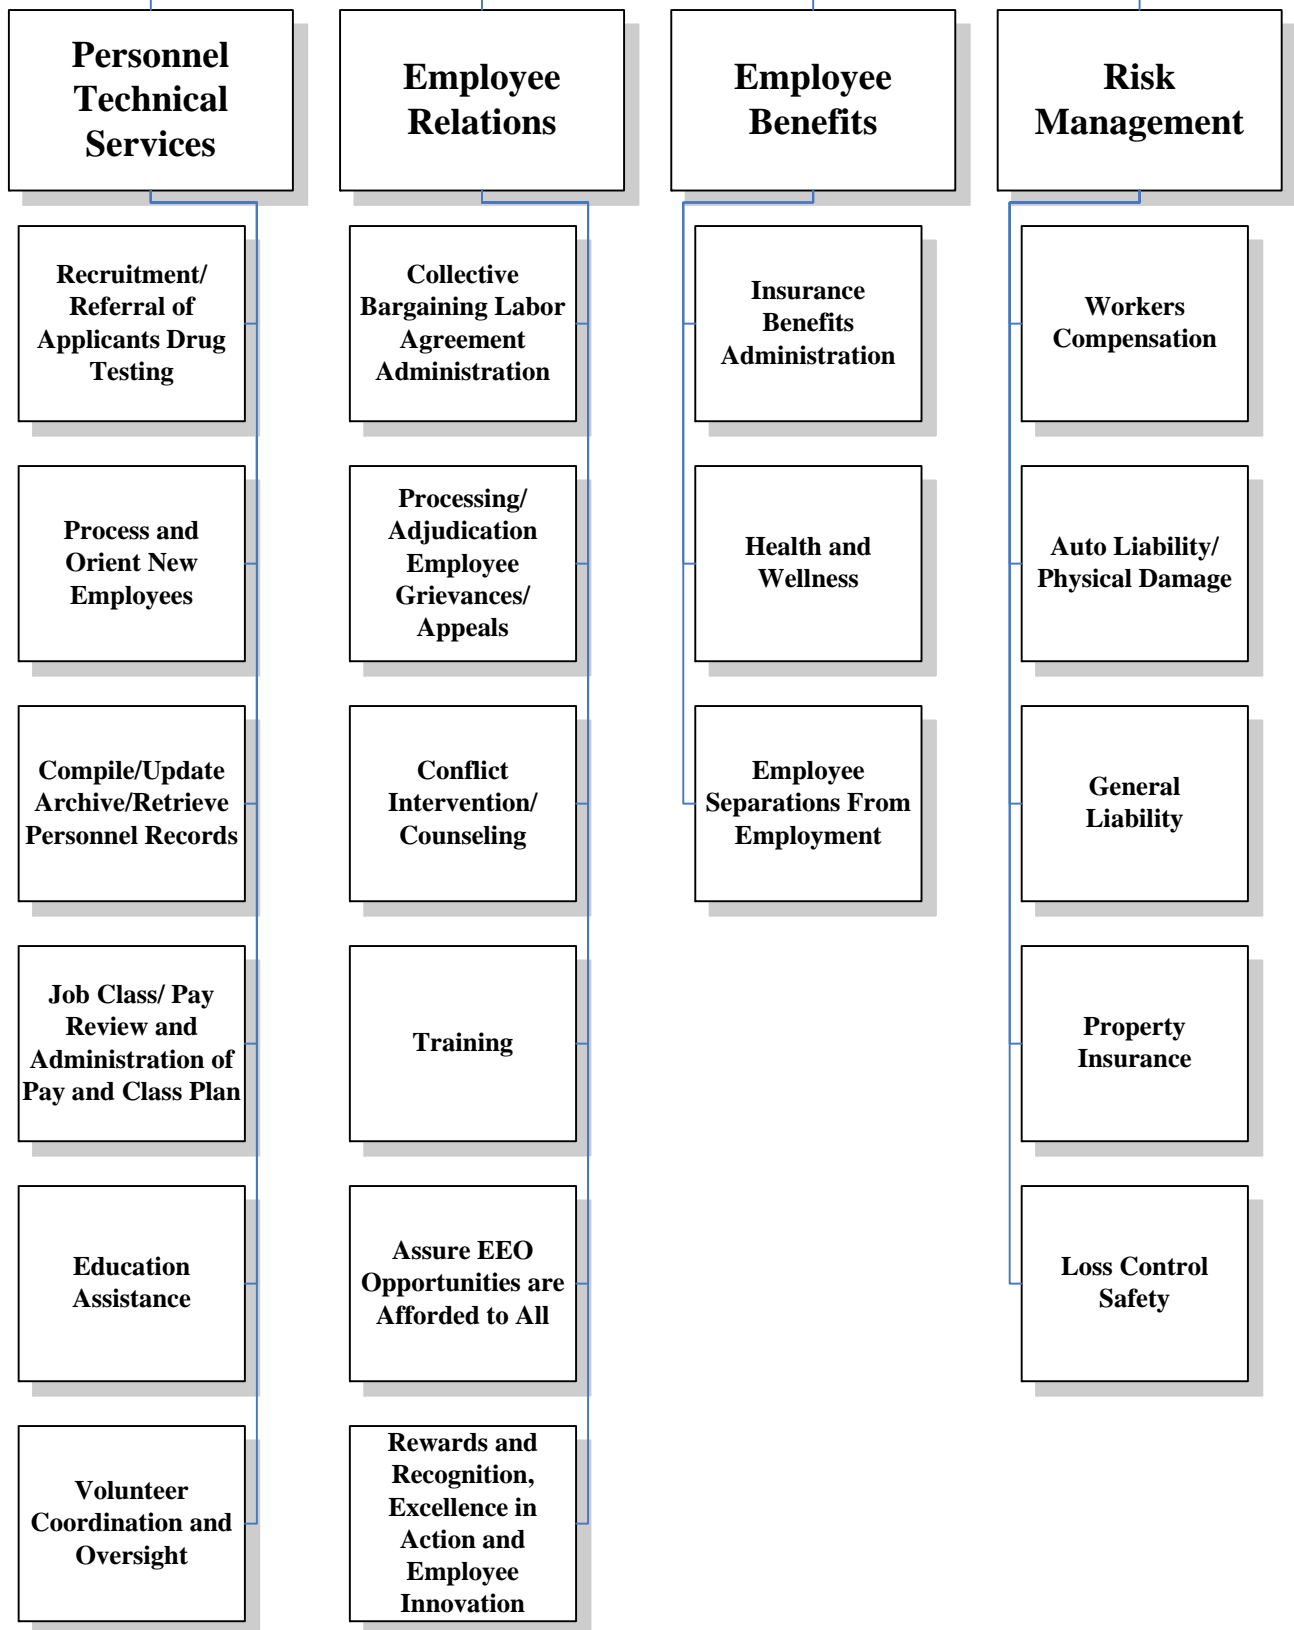 Personnel
Technical
Services
Employee
Relations
Employee
Benefits
Risk
Management
Recruitment/
Referral of
Applicants Drug
Testing
Collective
Bargaining Labor
Agreement
Administration
Insurance
Benefits
Administration
Workers
Compensation
Process and
Orient New
Employees
Processing/
Adjudication
Employee
Grievances/
Appeals
Health and
Wellness
Auto Liability/
Physical Damage
Compile/Update
Archive/Retrieve
Personnel Records
Conflict
Intervention/
Counseling
Employee
Separations From
Employment
General
Liability
Job Class/ Pay
Review and
Administration of
Pay and Class Plan
Training
Property
Insurance
Education
Assistance
Assure EEO
Opportunities are
Afforded to All
Loss Control
Safety
Volunteer
Coordination and
Oversight
Rewards and
Recognition,
Excellence in
Action and
Employee
Innovation